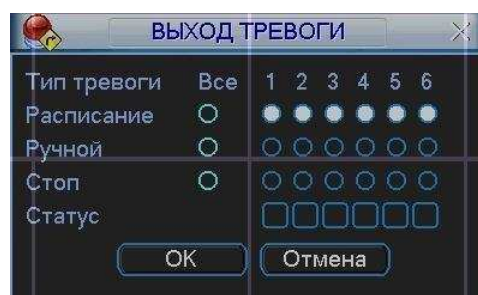 ВЫХОД ТРЕВОГИ
Тип тревоги Все 1 2 3 4 5 6
Расписание
Ручной
Стоп
Статус
OK Отмена